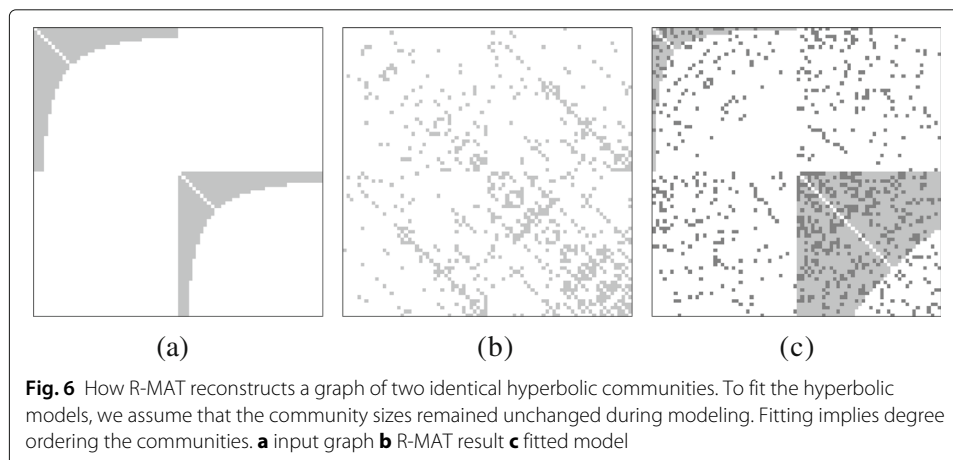 (a) (b) (c)
Fig. 6 How R-MAT reconstructs a graph of two identical hyperbolic communities. To fit the hyperbolic
models, we assume that the community sizes remained unchanged during modeling. Fitting implies degree
ordering the communities. a input graph b R-MAT result c fitted model